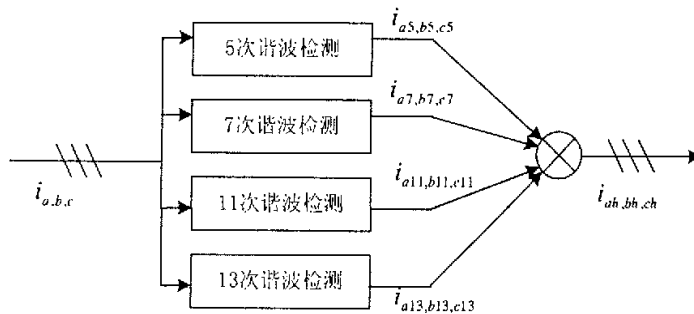 i_{a5,b5,c5}
5次谐波检测
i_{a7,b7,c7}
7次谐波检测
i_{a,b,c}
i_{a11,b11,c11}
11次谐波检测
i_{ah,bh,ch}
13次谐波检测
i_{a13,b13,c13}